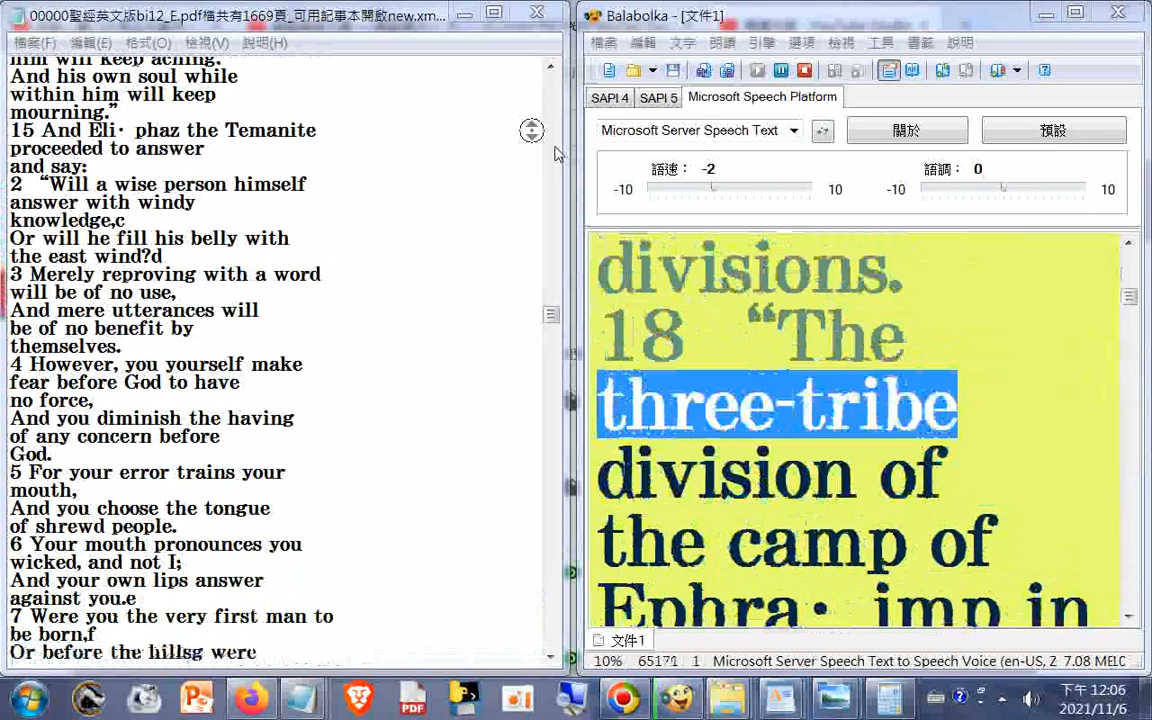 00000聖經英文版bi12_E.pdf檔共有1669頁_可用記事本開啟new.xm...
檔案(F) 編輯(E) 格式(O) 檢視(V) 說明(H)
him will keep aching.
And his own soul while
within him will keep
mourning.”
15 And Eli· phaz the Temanite
proceeded to answer
and say:
2 “Will a wise person himself
answer with windy
knowledge,c
Or will he fill his belly with
the east wind?d
3 Merely reproving with a word
will be of no use,
And mere utterances will
be of no benefit by
themselves.
4 However, you yourself make
fear before God to have
no force,
And you diminish the having
of any concern before
God.
5 For your error trains your
mouth,
And you choose the tongue
of shrewd people.
6 Your mouth pronounces you
wicked, and not I;
And your own lips answer
against you.e
7 Were you the very first man to
be born,f
Or before the hillsg were
Balabolka - [文件1]
檔案 編輯 文字 朗讀 引擎 選項 檢視 工具 書籤 說明
SAPI 4 SAPI 5 Microsoft Speech Platform
Microsoft Server Speech Text 關於 預設
語速： -2 語調： 0
-10 10 -10 10
divisions.
18 “The
three-tribe
division of
the camp of
Ephra· imp in
文件1
10% 65171 1 Microsoft Server Speech Text to Speech Voice (en-US, Z 7.08 MELC
PDF
下午 12:06
2021/11/6